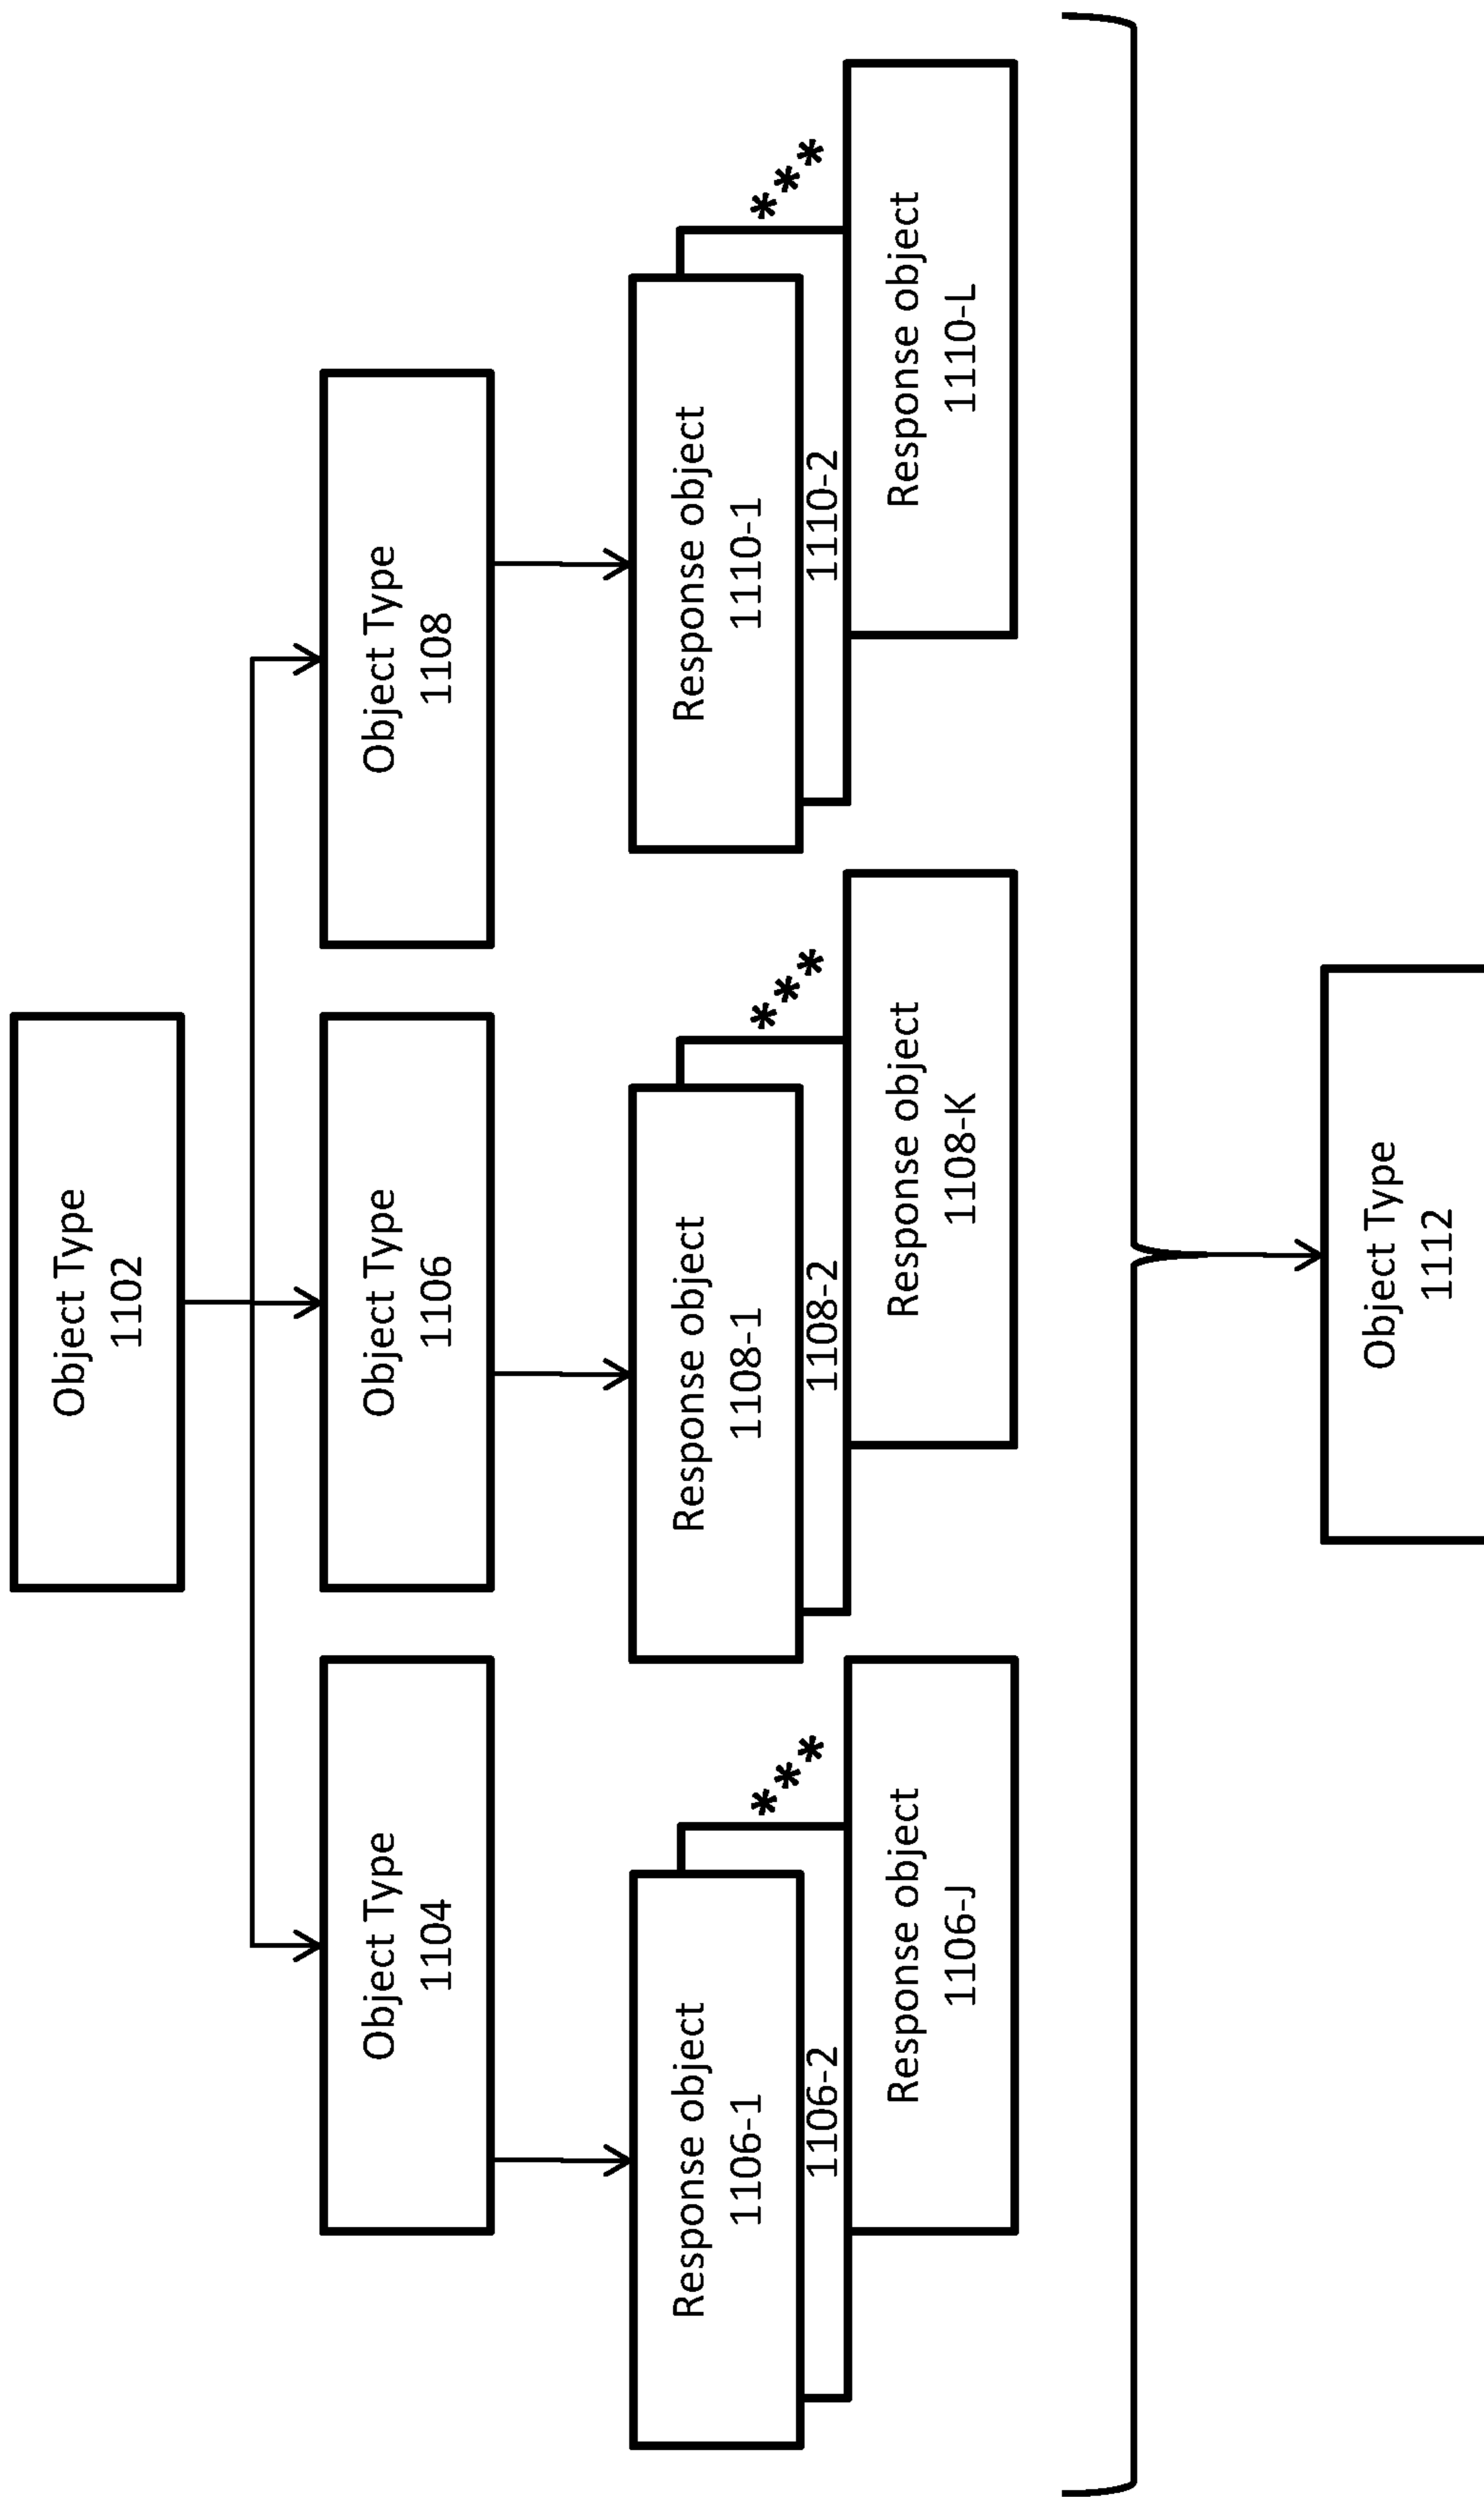 Object Type
1102
Object Type
1104
Object Type
1106
Object Type
1108
Response object
1106-1
1106-2
***
Response object
1106-J
Response object
1108-1
1108-2
***
Response object
1108-K
Response object
1110-1
1110-2
***
Response object
1110-L
Object Type
1112